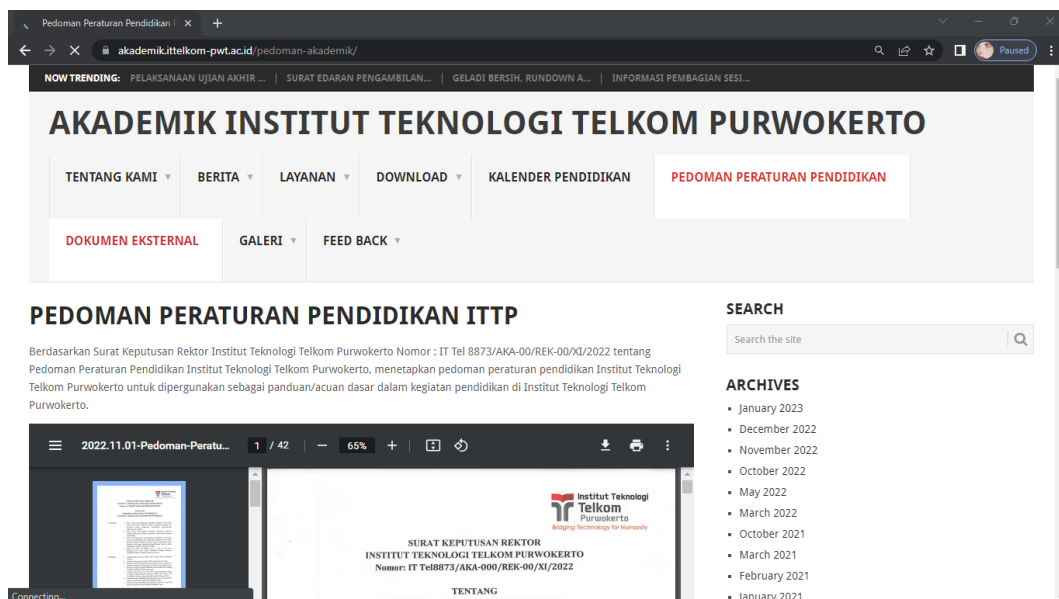 Pedoman Peraturan Pendidikan I
akademik.ittelkom-pwt.ac.id/pedoman-akademik/
Paused
NOW TRENDING: PELAKSANAAN UJIAN AKHIR ... | SURAT EDARAN PENGAMBILAN... | GELADI BERSIH, RUNDOWN A... | INFORMASI PEMBAGIAN SESI...
AKADEMIK INSTITUT TEKNOLOGI TELKOM PURWOKERTO
TENTANG KAMI BERITA LAYANAN DOWNLOAD KALENDER PENDIDIKAN PEDOMAN PERATURAN PENDIDIKAN
DOKUMEN EKSTERNAL GALERI FEED BACK
PEDOMAN PERATURAN PENDIDIKAN ITTP
Berdasarkan Surat Keputusan Rektor Institut Teknologi Telkom Purwokerto Nomor : IT Tel 8873/AKA-00/REK-00/XI/2022 tentang
Pedoman Peraturan Pendidikan Institut Teknologi Telkom Purwokerto, menetapkan pedoman peraturan pendidikan Institut Teknologi
Telkom Purwokerto untuk dipergunakan sebagai panduan/acuan dasar dalam kegiatan pendidikan di Institut Teknologi Telkom
Purwokerto.
2022.11.01-Pedoman-Peratu... 1 / 42 65%
Institut Teknologi
Telkom
Purwokerto
Bridging Technology for Humanity
SURAT KEPUTUSAN REKTOR
INSTITUT TEKNOLOGI TELKOM PURWOKERTO
Nomor: IT Tel8873/AKA-000/REK-00/XI/2022
TENTANG
SEARCH
Search the site
ARCHIVES
January 2023
December 2022
November 2022
October 2022
May 2022
March 2022
October 2021
March 2021
February 2021
January 2021
Connecting...